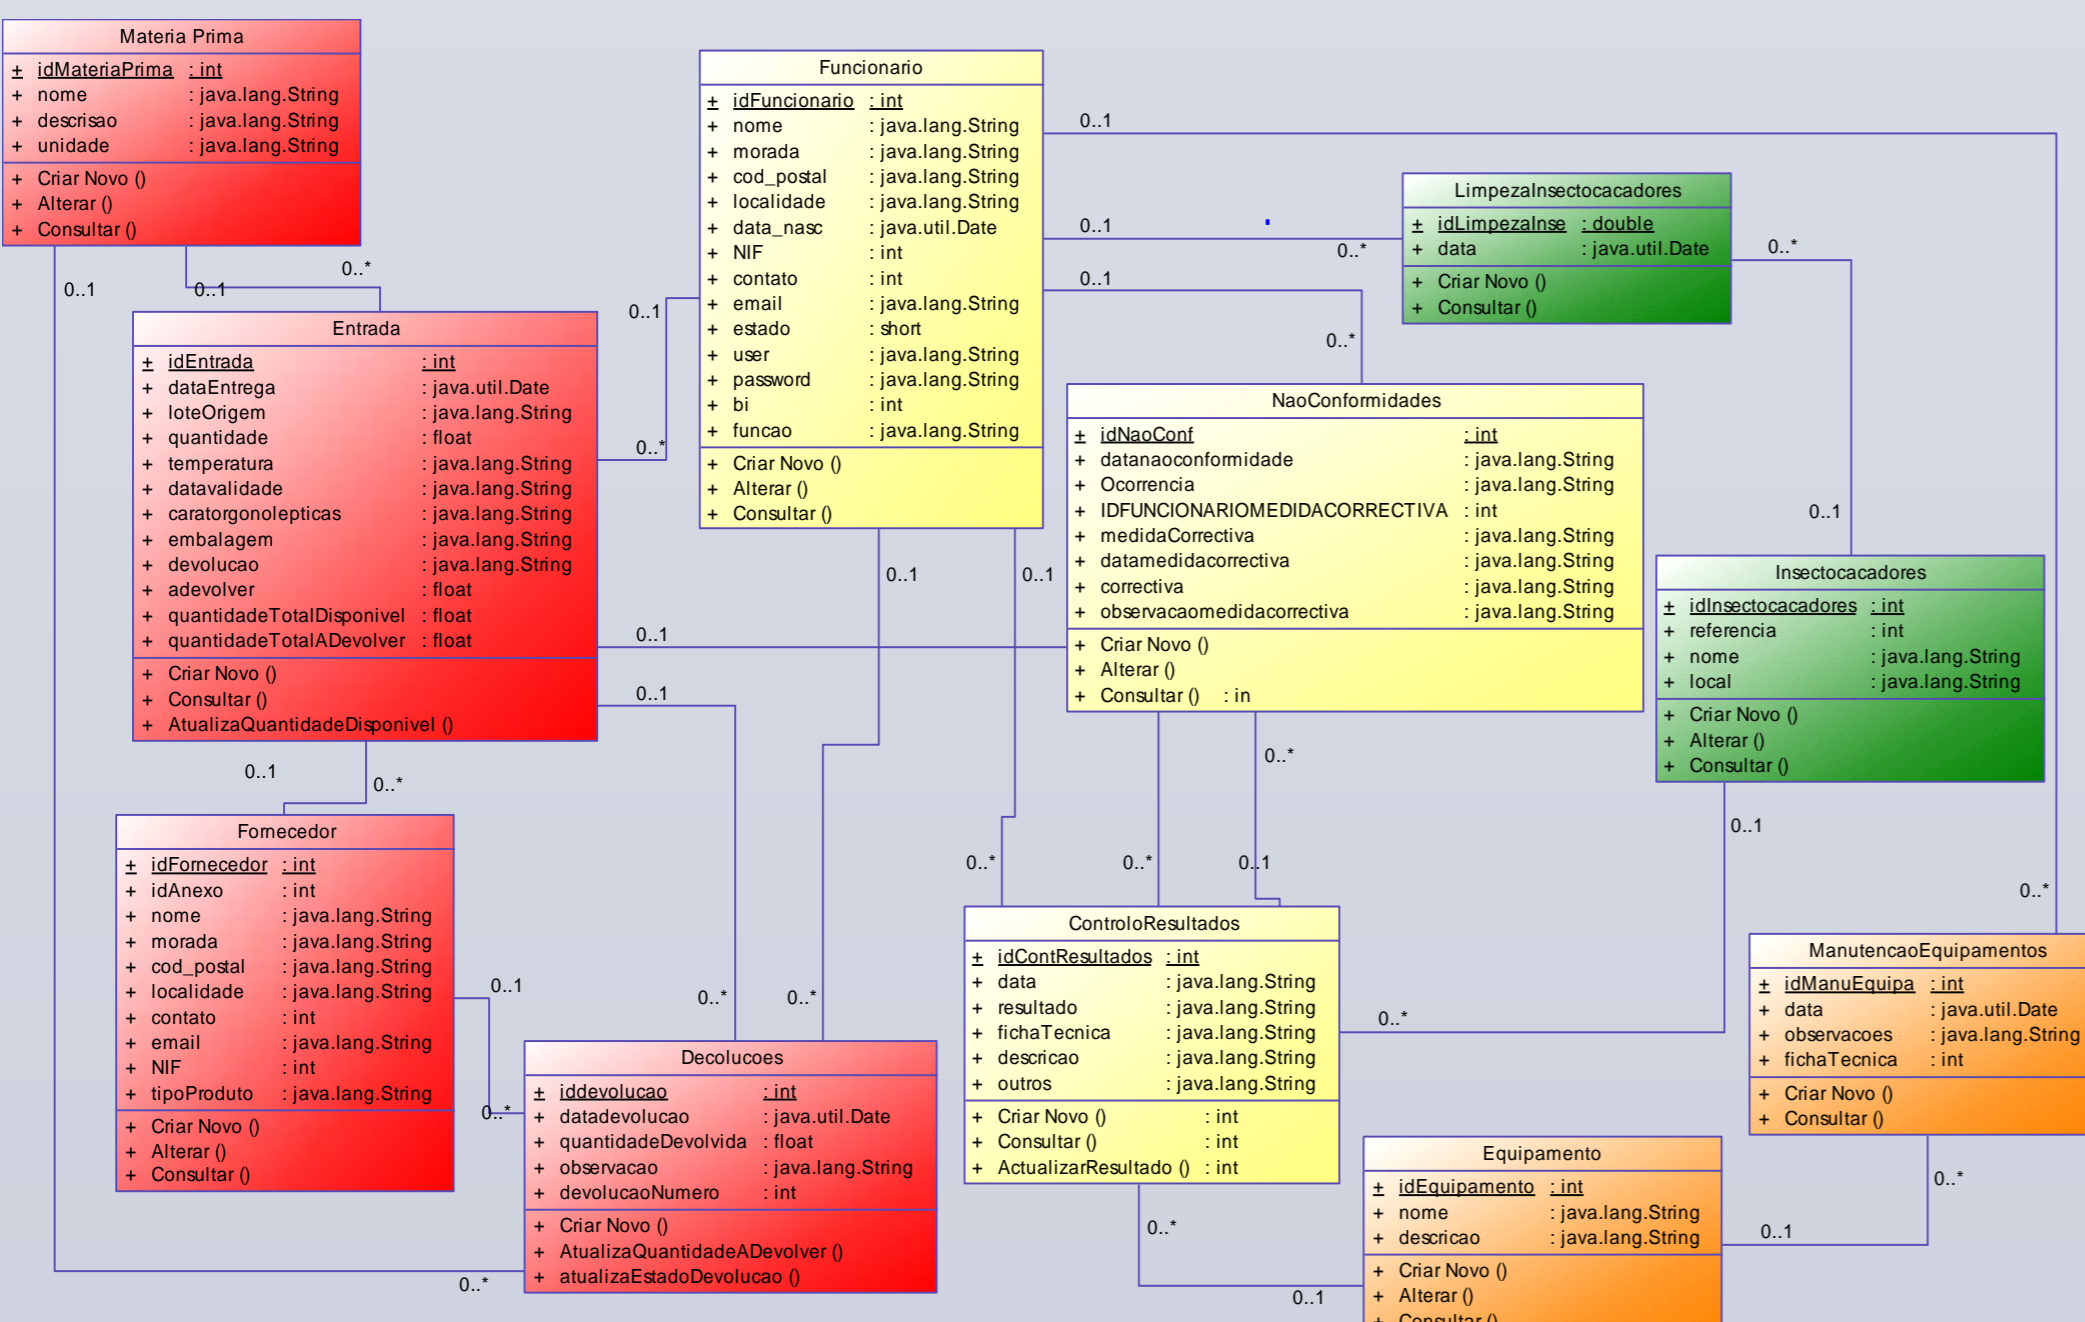 Materia Prima
+ idMateriaPrima : int
+ nome : java.lang.String
+ descrisao : java.lang.String
+ unidade : java.lang.String
+ Criar Novo ()
+ Alterar ()
+ Consultar ()
0..1
0..1
0..*
Entrada
+ idEntrada : int
+ dataEntrega : java.util.Date
+ loteOrigem : java.lang.String
+ quantidade : float
+ temperatura : java.lang.String
+ datavalidade : java.lang.String
+ caratorgonolepticas : java.lang.String
+ embalagem : java.lang.String
+ devolucao : java.lang.String
+ adevolver : float
+ quantidadeTotalDisponivel : float
+ quantidadeTotalADevolver : float
+ Criar Novo ()
+ Consultar ()
+ AtualizaQuantidadeDisponivel ()
0..1
0..*
0..1
0..1
0..1
0..*
Fornecedor
+ idFornecedor : int
+ idAnexo : int
+ nome : java.lang.String
+ morada : java.lang.String
+ cod_postal : java.lang.String
+ localidade : java.lang.String
+ contato : int
+ email : java.lang.String
+ NIF : int
+ tipoProduto : java.lang.String
+ Criar Novo ()
+ Alterar ()
+ Consultar ()
0..1
0..*
0..*
0..*
0..*
Decolucoes
+ iddevolucao : int
+ datadevolucao : java.util.Date
+ quantidadeDevolvida : float
+ observacao : java.lang.String
+ devolucaoNumero : int
+ Criar Novo ()
+ AtualizaQuantidadeADevolver ()
+ atualizaEstadoDevolucao ()
Funcionario
+ idFuncionario : int
+ nome : java.lang.String
+ morada : java.lang.String
+ cod_postal : java.lang.String
+ localidade : java.lang.String
+ data_nasc : java.util.Date
+ NIF : int
+ contato : int
+ email : java.lang.String
+ estado : short
+ user : java.lang.String
+ password : java.lang.String
+ bi : int
+ funcao : java.lang.String
+ Criar Novo ()
+ Alterar ()
+ Consultar ()
0..1
0..1
0..*
0..1
0..*
0..1
0..1
LimpezaInsectocacadores
+ idLimpezaInse : double
+ data : java.util.Date
+ Criar Novo ()
+ Consultar ()
0..*
0..1
NaoConformidades
+ idNaoConf : int
+ datanaoconformidade : java.lang.String
+ Ocorrencia : java.lang.String
+ IDFUNCIONARIOMEDIDACORRECTIVA : int
+ medidaCorrectiva : java.lang.String
+ datamedidacorrectiva : java.lang.String
+ correctiva : java.lang.String
+ observacaomedidacorrectiva : java.lang.String
+ Criar Novo ()
+ Alterar ()
+ Consultar () : in
0..*
0..*
0..*
0..1
Insectocacadores
+ idInsectocacadores : int
+ referencia : int
+ nome : java.lang.String
+ local : java.lang.String
+ Criar Novo ()
+ Alterar ()
+ Consultar ()
0..1
0..*
ControloResultados
+ idContResultados : int
+ data : java.lang.String
+ resultado : java.lang.String
+ fichaTecnica : java.lang.String
+ descricao : java.lang.String
+ outros : java.lang.String
+ Criar Novo () : int
+ Consultar () : int
+ ActualizarResultado () : int
0..*
0..*
0..1
ManutencaoEquipamentos
+ idManuEquipa : int
+ data : java.util.Date
+ observacoes : java.lang.String
+ fichaTecnica : int
+ Criar Novo ()
+ Consultar ()
0..*
0..1
Equipamento
+ idEquipamento : int
+ nome : java.lang.String
+ descricao : java.lang.String
+ Criar Novo ()
+ Alterar ()
+ Consultar ()